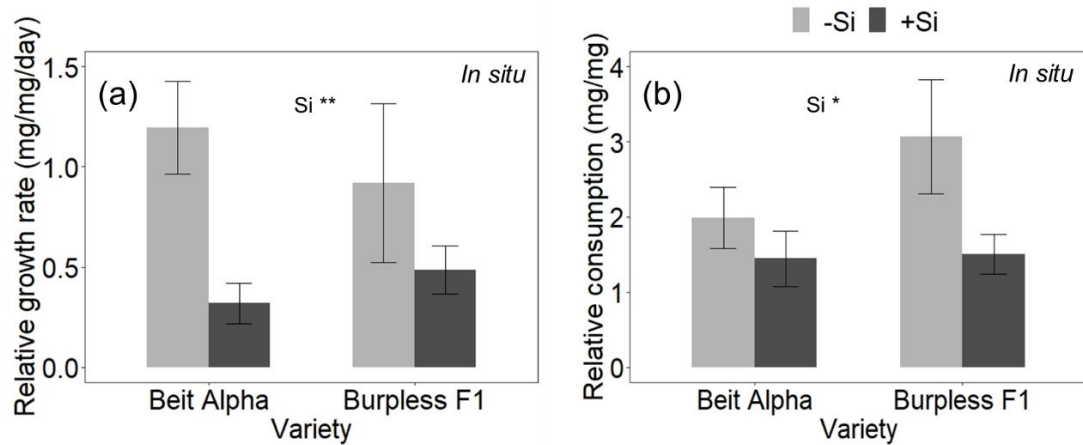 -Si +Si
(a)
In situ
Si **
Relative growth rate (mg/mg/day)
1.5
1.0
0.5
0.0
Beit Alpha Burpless F1
Variety
(b)
In situ
Si *
Relative consumption (mg/mg)
4
3
2
1
0
Beit Alpha Burpless F1
Variety